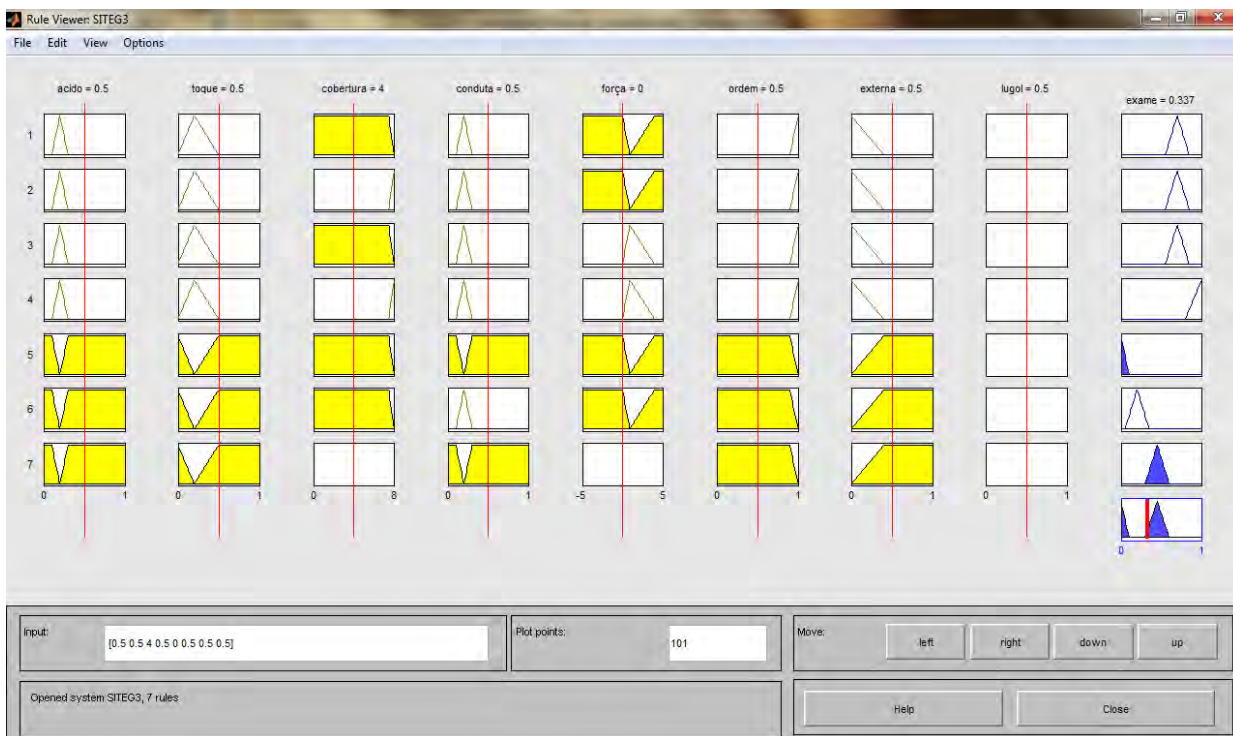 Rule Viewer: SITEG3
File Edit View Options
acido = 0.5 toque = 0.5 cobertura = 4 conduta = 0.5 força = 0 ordem = 0.5 externa = 0.5 lugol = 0.5 exame = 0.337
1
2
3
4
5
6
7
0 1 0 1 0 8 0 1 -5 5 0 1 0 1 0 1
0 1
Input: [0.5 0.5 4 0.5 0 0.5 0.5 0.5] Plot points: 101 Move: left right down up
Opened system SITEG3, 7 rules Help Close